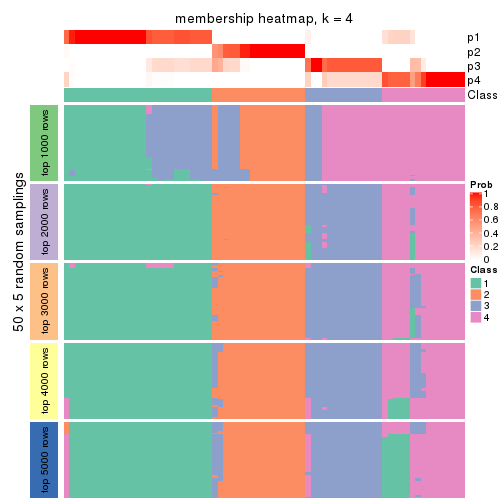 membership heatmap, k = 4
p1
p2
p3
p4
Class
50 x 5 random samplings
top 1000 rows
top 2000 rows
top 3000 rows
top 4000 rows
top 5000 rows
Prob
1
0.8
0.6
0.4
0.2
0
Class
1
2
3
4